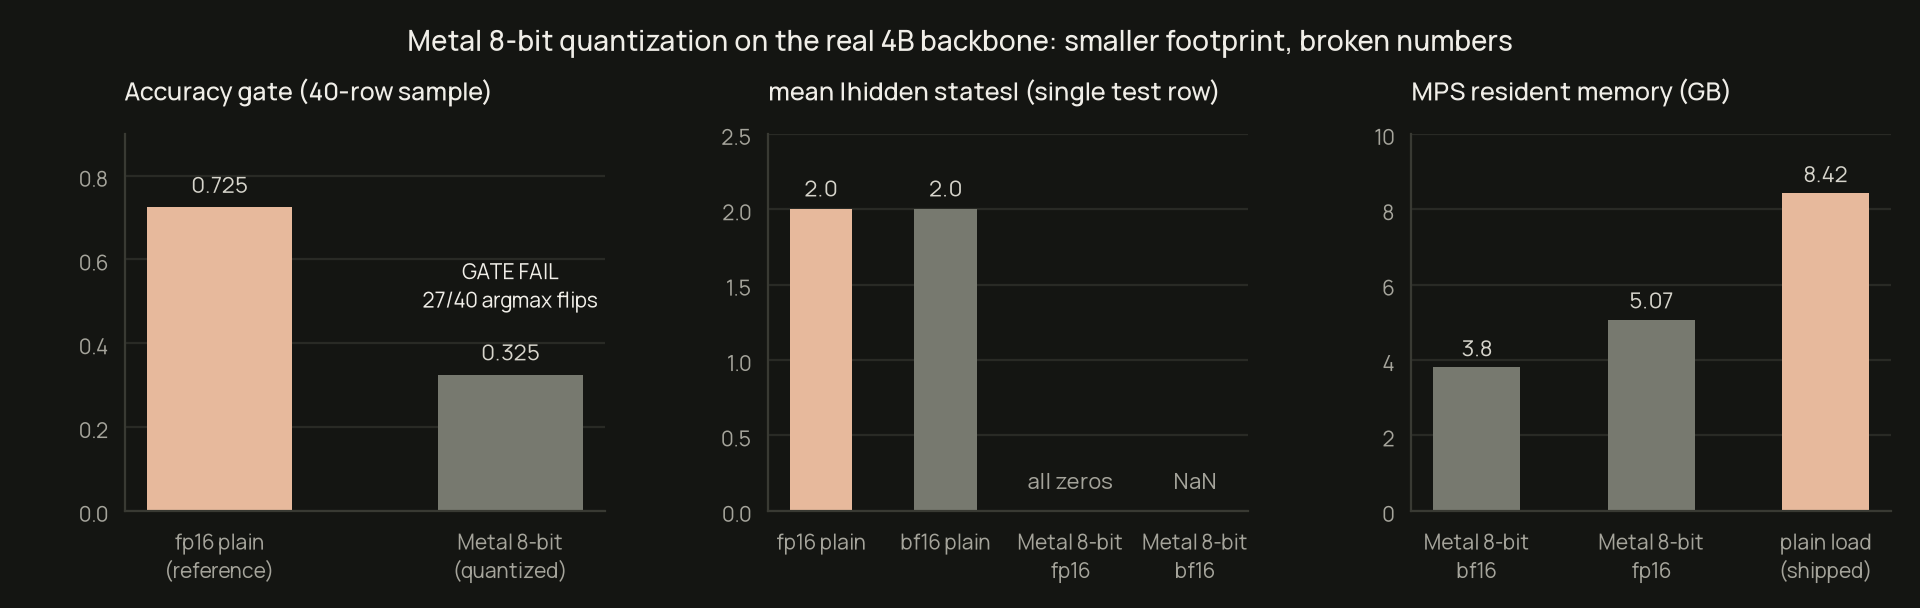 Metal 8-bit quantization on the real 4B backbone: smaller footprint, broken numbers
Accuracy gate (40-row sample)
0.8
0.6
0.4
0.2
0.0
0.725
GATE FAIL
27/40 argmax flips
0.325
fp16 plain
(reference)
Metal 8-bit
(quantized)
mean |hidden states| (single test row)
2.5
2.0
1.5
1.0
0.5
0.0
2.0
2.0
all zeros
NaN
fp16 plain
bf16 plain
Metal 8-bit
fp16
Metal 8-bit
bf16
MPS resident memory (GB)
10
8
6
4
2
0
3.8
5.07
8.42
Metal 8-bit
bf16
Metal 8-bit
fp16
plain load
(shipped)